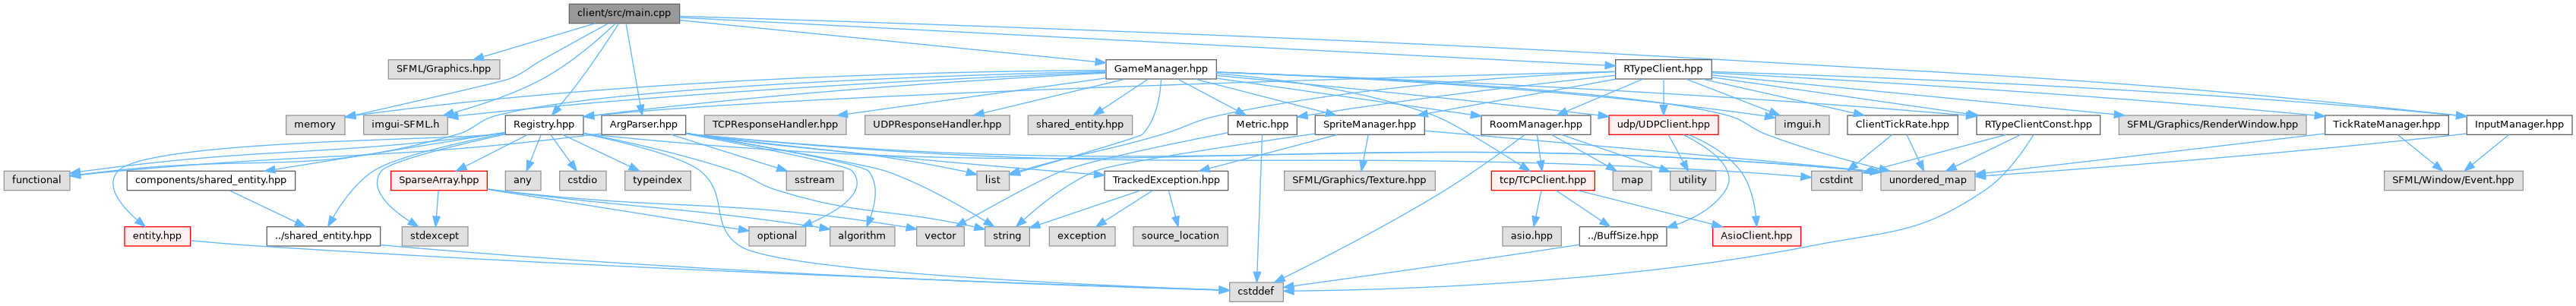 client/src/main.cpp
SFML/Graphics.hpp
GameManager.hpp
RTypeClient.hpp
memory
imgui-SFML.h
Registry.hpp
ArgParser.hpp
TCPResponseHandler.hpp
UDPResponseHandler.hpp
shared_entity.hpp
Metric.hpp
SpriteManager.hpp
RoomManager.hpp
udp/UDPClient.hpp
imgui.h
ClientTickRate.hpp
RTypeClientConst.hpp
SFML/Graphics/RenderWindow.hpp
TickRateManager.hpp
InputManager.hpp
functional
components/shared_entity.hpp
SparseArray.hpp
any
cstdio
typeindex
sstream
list
TrackedException.hpp
SFML/Graphics/Texture.hpp
tcp/TCPClient.hpp
map
utility
cstdint
unordered_map
SFML/Window/Event.hpp
entity.hpp
../shared_entity.hpp
stdexcept
optional
algorithm
vector
string
exception
source_location
asio.hpp
../BuffSize.hpp
AsioClient.hpp
cstddef